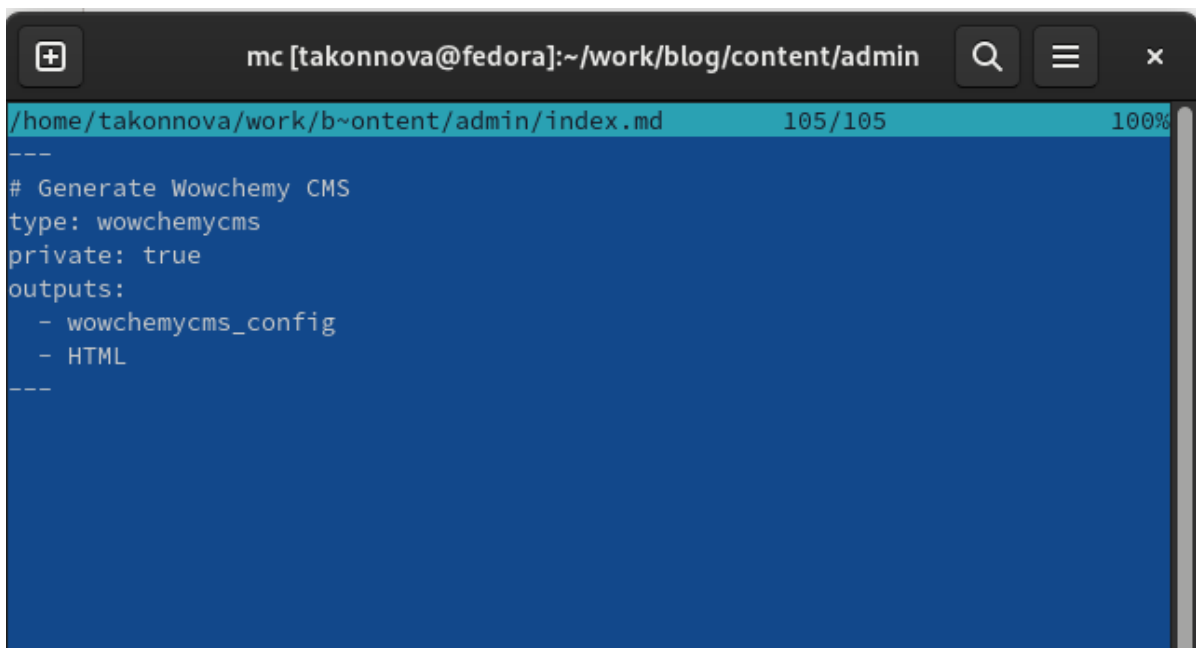 mc [takonnova@fedora]:~/work/blog/content/admin
/home/takonnova/work/b~ontent/admin/index.md 105/105 100%
---
# Generate Wowchemy CMS
type: wowchemycms
private: true
outputs:
  - wowchemycms_config
  - HTML
---